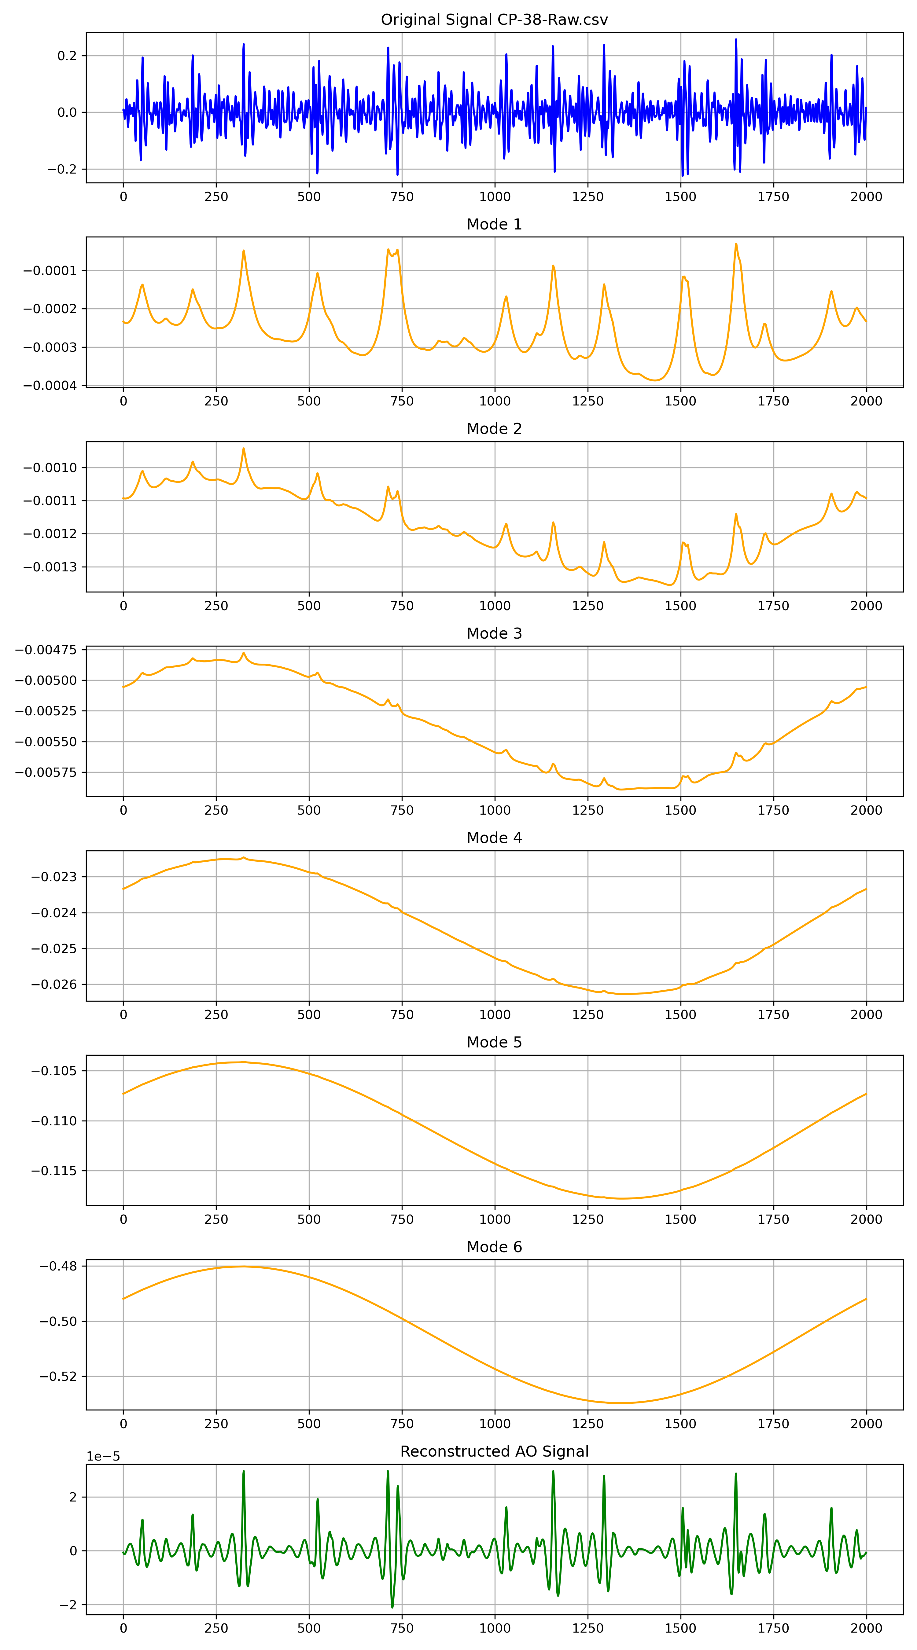 Original Signal CP-38-Raw.csv
0.2
0.0
−0.2
0 250 500 750 1000 1250 1500 1750 2000
Mode 1
−0.0001
−0.0002
−0.0003
−0.0004
0 250 500 750 1000 1250 1500 1750 2000
Mode 2
−0.0010
−0.0011
−0.0012
−0.0013
0 250 500 750 1000 1250 1500 1750 2000
Mode 3
−0.00475
−0.00500
−0.00525
−0.00550
−0.00575
0 250 500 750 1000 1250 1500 1750 2000
Mode 4
−0.023
−0.024
−0.025
−0.026
0 250 500 750 1000 1250 1500 1750 2000
Mode 5
−0.105
−0.110
−0.115
0 250 500 750 1000 1250 1500 1750 2000
Mode 6
−0.48
−0.50
−0.52
0 250 500 750 1000 1250 1500 1750 2000
Reconstructed AO Signal
1e−5
2
0
−2
0 250 500 750 1000 1250 1500 1750 2000